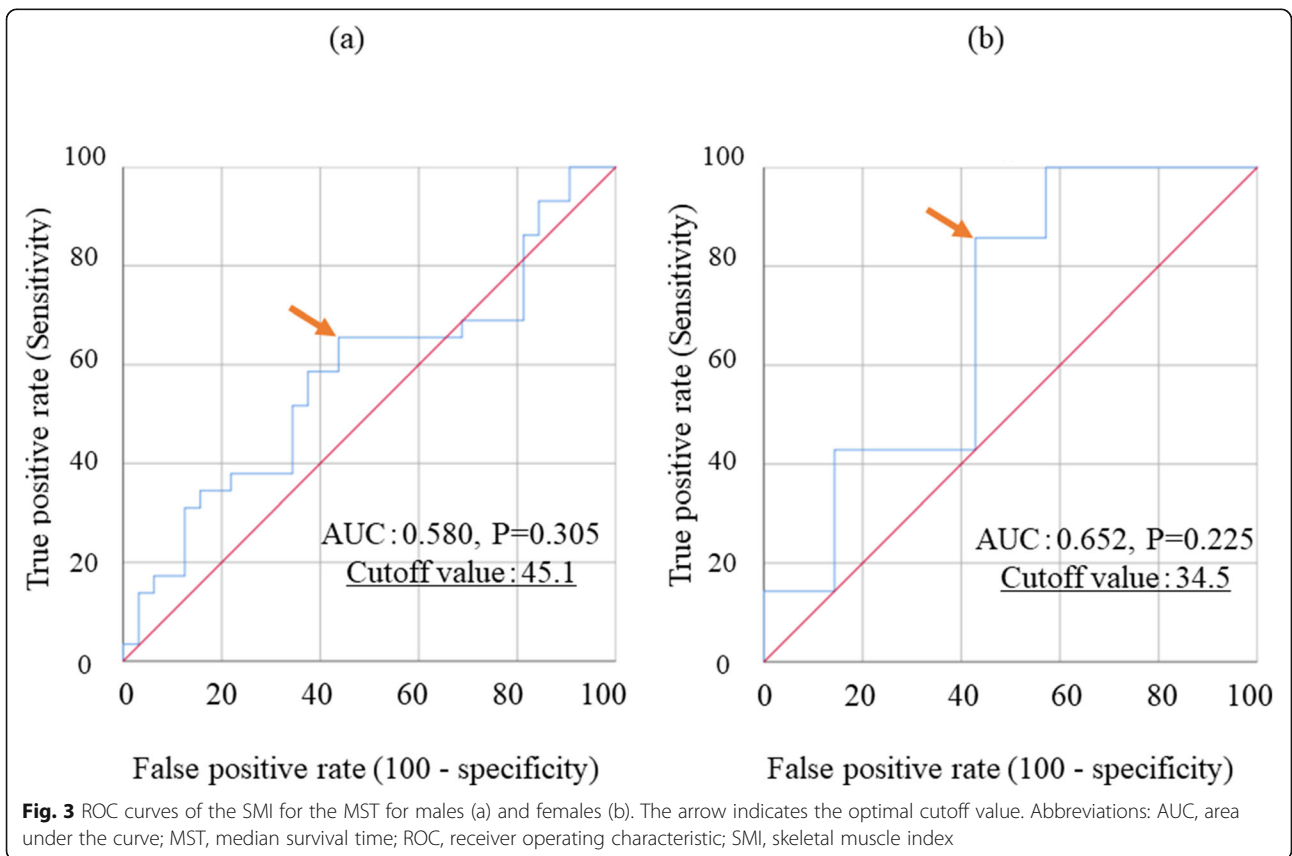 (a)
100
80
60
40
20
0
True positive rate (Sensitivity)
AUC：0.580, P=0.305
Cutoff value：45.1
0 20 40 60 80 100
False positive rate (100 - specificity)
(b)
100
80
60
40
20
0
True positive rate (Sensitivity)
AUC：0.652, P=0.225
Cutoff value：34.5
0 20 40 60 80 100
False positive rate (100 - specificity)
Fig. 3 ROC curves of the SMI for the MST for males (a) and females (b). The arrow indicates the optimal cutoff value. Abbreviations: AUC, area
under the curve; MST, median survival time; ROC, receiver operating characteristic; SMI, skeletal muscle index